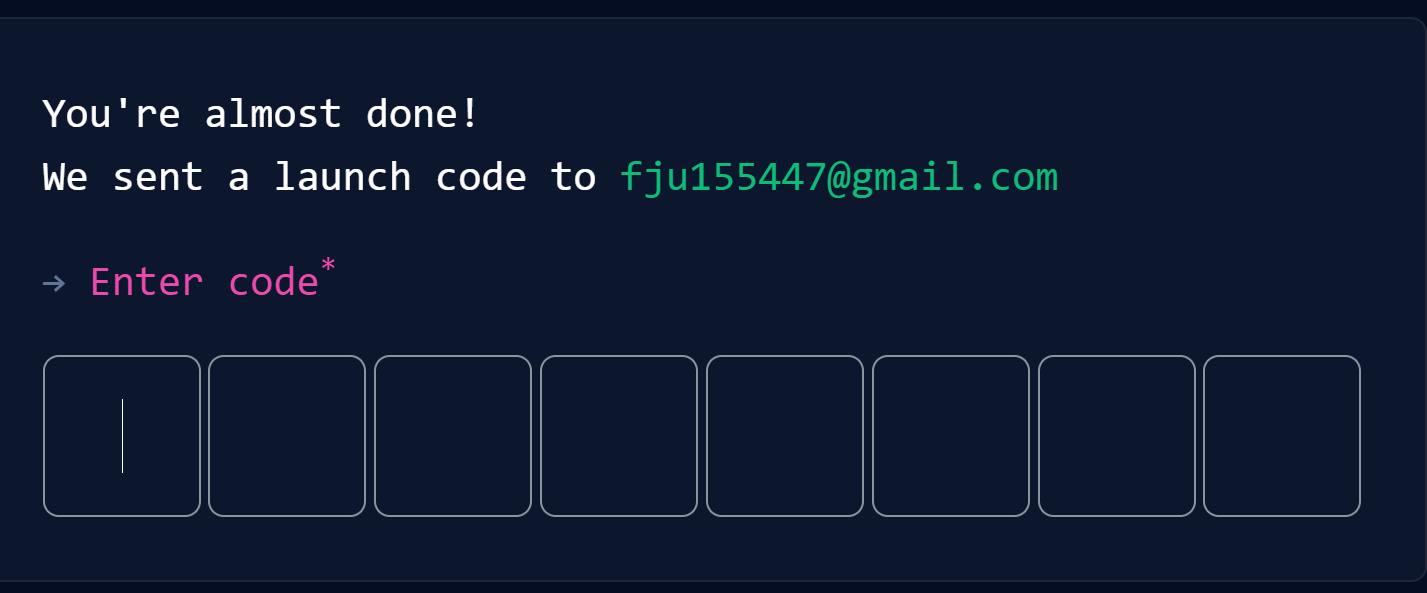 You're almost done!
We sent a launch code to fju155447@gmail.com
→ Enter code*